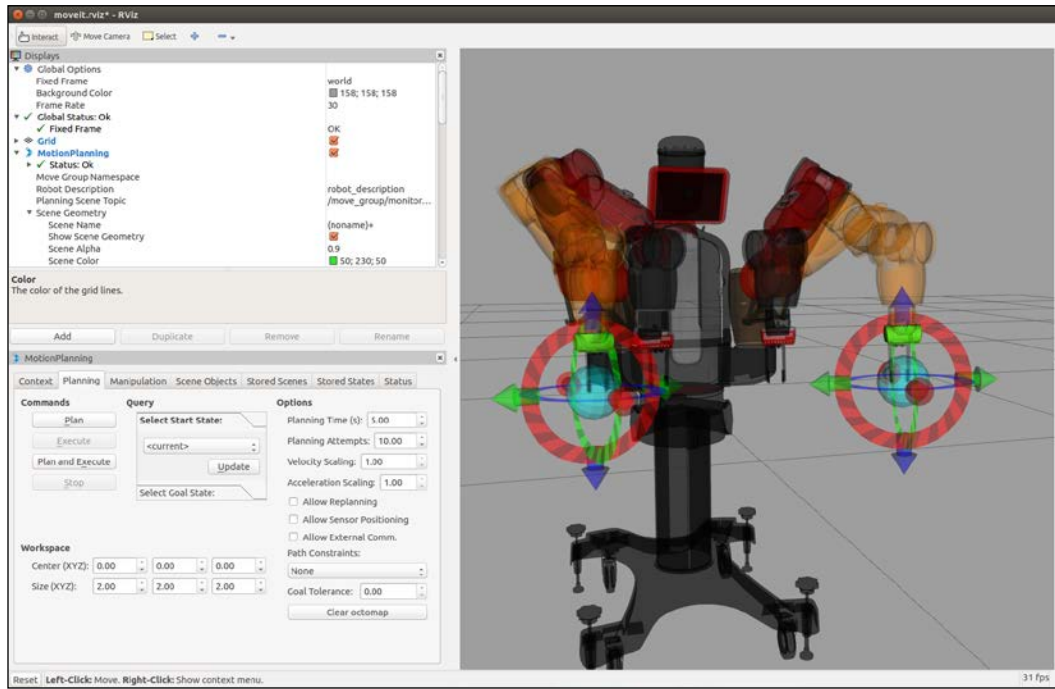 moveit.rviz* - RViz
Interact Move Camera Select
Displays
Global Options
Fixed Frame world
Background Color 158; 158; 158
Frame Rate 30
Global Status: Ok
Fixed Frame OK
Grid
MotionPlanning
Status: Ok
Move Group Namespace
Robot Description robot_description
Planning Scene Topic /move_group/monitor...
Scene Geometry
Scene Name (noname)+
Show Scene Geometry
Scene Alpha 0.9
Scene Color 50; 230; 50
Color
The color of the grid lines.
Add Duplicate Remove Rename
MotionPlanning
Context Planning Manipulation Scene Objects Stored Scenes Stored States Status
Commands Query Options
Plan Select Start State: Planning Time (s): 5.00
Execute <current> Planning Attempts: 10.00
Plan and Execute Update Velocity Scaling: 1.00
Stop Select Goal State: Acceleration Scaling: 1.00
Allow Replanning
Allow Sensor Positioning
Allow External Comm.
Workspace Path Constraints:
Center (XYZ): 0.00 0.00 0.00 None
Size (XYZ): 2.00 2.00 2.00 Goal Tolerance: 0.00
Clear octomap
Reset Left-Click: Move. Right-Click: Show context menu. 31 fps